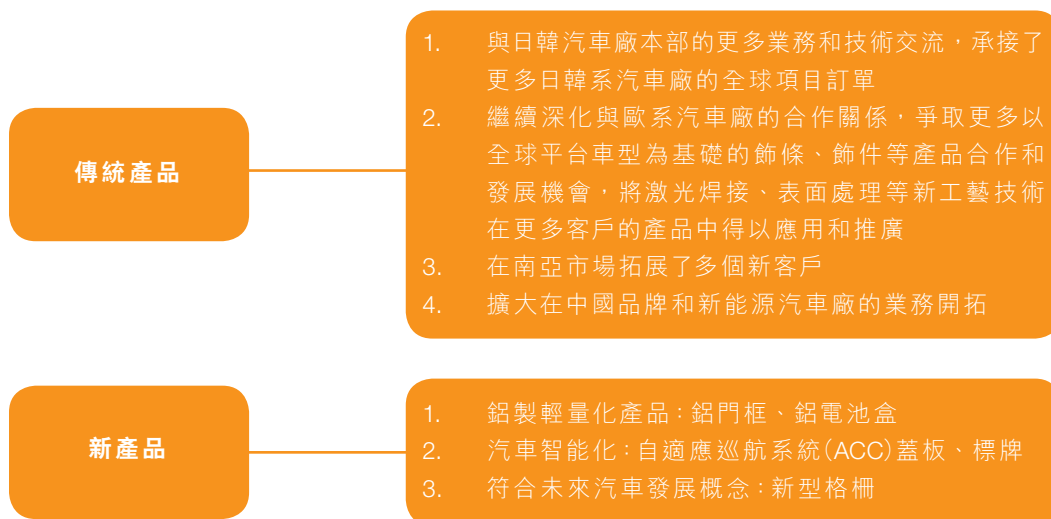 傳統產品
1. 與日韓汽車廠本部的更多業務和技術交流，承接了
更多日韓系汽車廠的全球項目訂單
2. 繼續深化與歐系汽車廠的合作關係，爭取更多以
全球平台車型為基礎的飾條、飾件等產品合作和
發展機會，將激光焊接、表面處理等新工藝技術
在更多客戶的產品中得以應用和推廣
3. 在南亞市場拓展了多個新客戶
4. 擴大在中國品牌和新能源汽車廠的業務開拓
新產品
1. 鋁製輕量化產品：鋁門框、鋁電池盒
2. 汽車智能化：自適應巡航系統(ACC)蓋板、標牌
3. 符合未來汽車發展概念：新型格柵